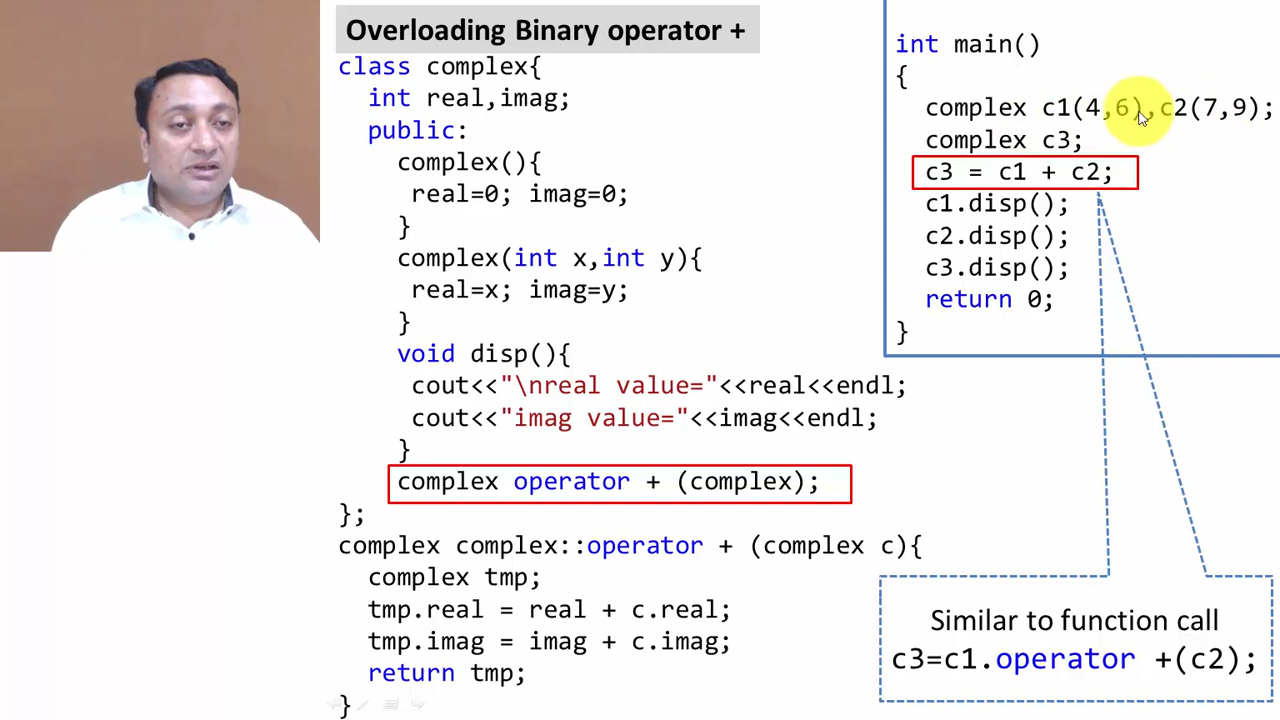 Overloading Binary operator +
class complex{
int real,imag;
public:
complex(){
real=0; imag=0;
}
complex(int x,int y){
real=x; imag=y;
}
void disp(){
cout<<"\nreal value="<<real<<endl;
cout<<"imag value="<<imag<<endl;
}
complex operator + (complex);
};
complex complex::operator + (complex c){
complex tmp;
tmp.real = real + c.real;
tmp.imag = imag + c.imag;
return tmp;
}
int main()
{
complex c1(4,6),c2(7,9);
complex c3;
c3 = c1 + c2;
c1.disp();
c2.disp();
c3.disp();
return 0;
}
Similar to function call
c3=c1.operator +(c2);